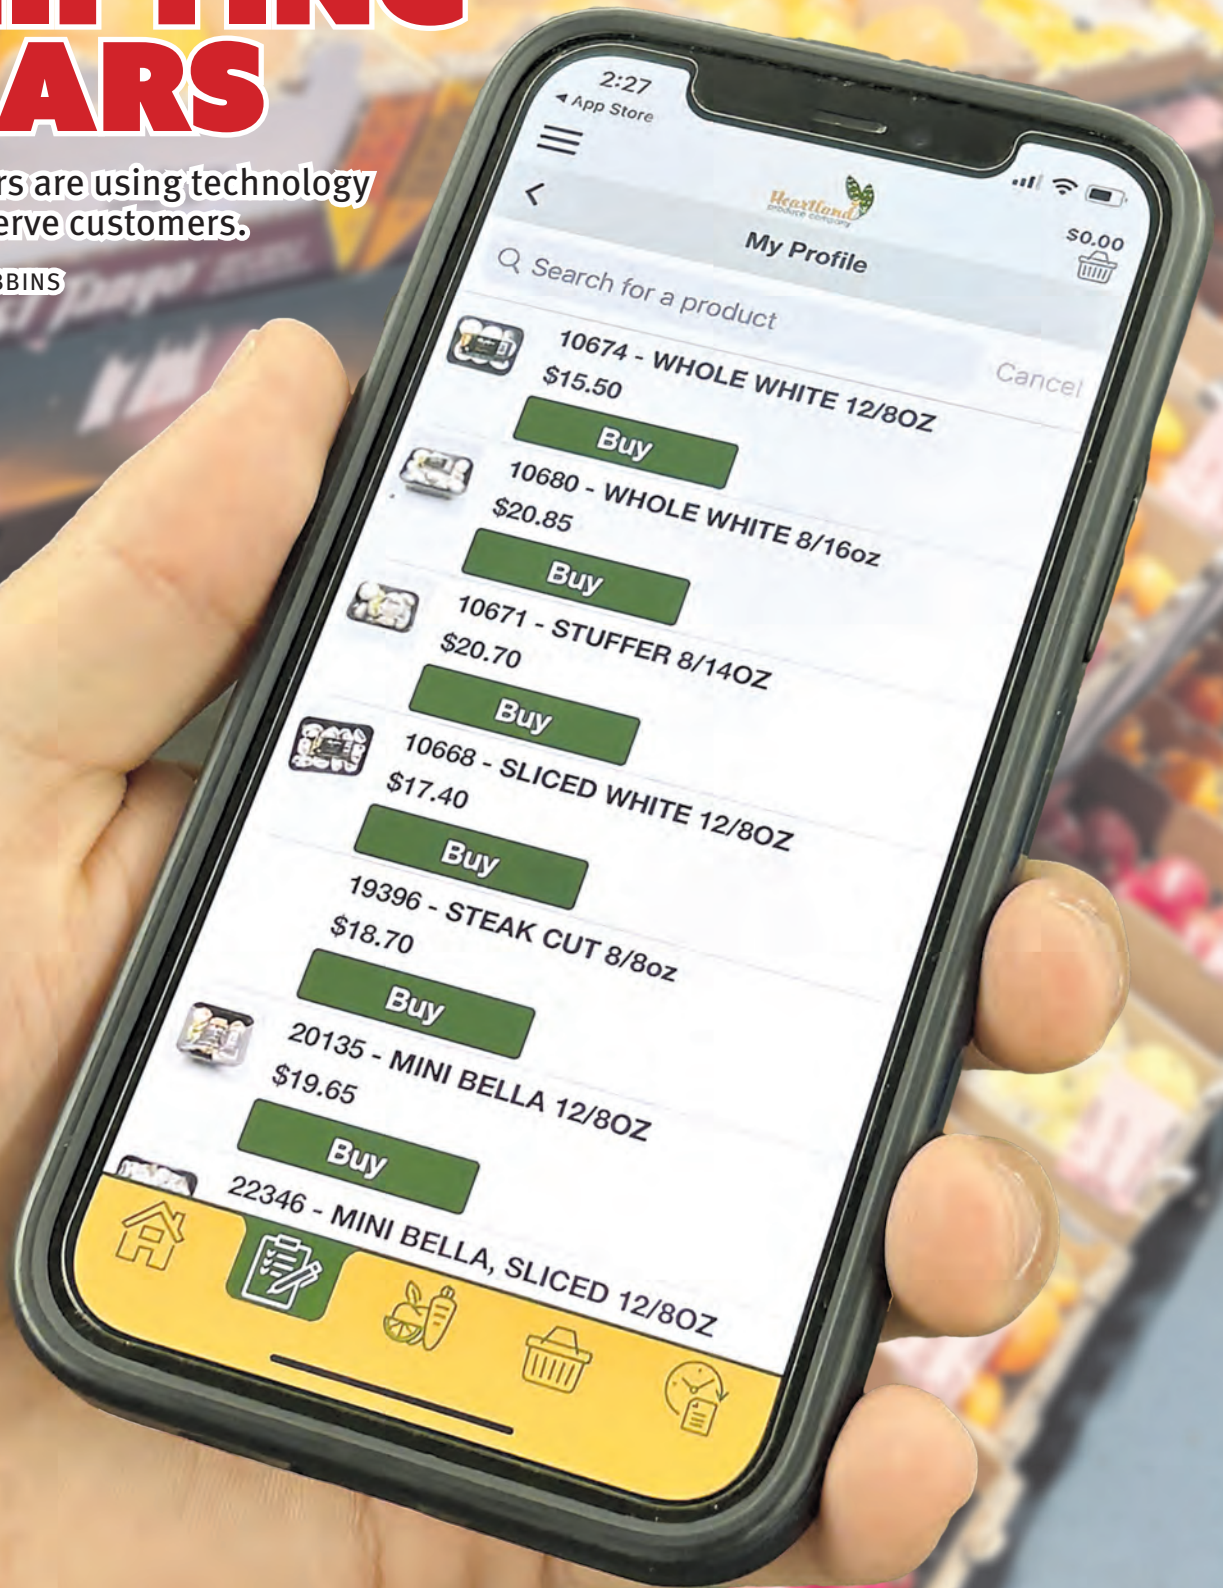 ARS
rs are using technology
erve customers.
BBINS
2:27
App Store
Heartland
produce company
$0.00
My Profile
Search for a product
Cancel
10674 - WHOLE WHITE 12/8OZ
$15.50
Buy
10680 - WHOLE WHITE 8/16oz
$20.85
Buy
10671 - STUFFER 8/14OZ
$20.70
Buy
10668 - SLICED WHITE 12/8OZ
$17.40
Buy
19396 - STEAK CUT 8/8oz
$18.70
Buy
20135 - MINI BELLA 12/8OZ
$19.65
Buy
22346 - MINI BELLA, SLICED 12/8OZ